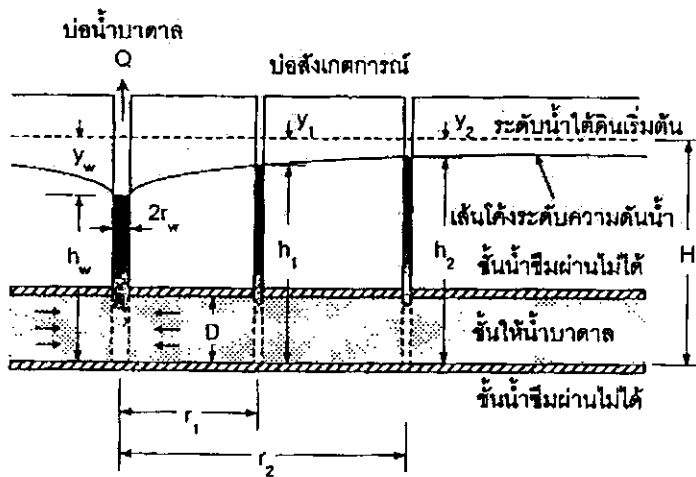 บ่อน้ำบาดาล
Q
บ่อสังเกตการณ์
y₁
y₂
ระดับน้ำใต้ดินเริ่มต้น
y_w
2r_w
เส้นโค้งระดับความดันน้ำ
h_w
h₁
h₂
H
ชั้นน้ำซึมผ่านไม่ได้
D
ชั้นให้น้ำบาดาล
ชั้นน้ำซึมผ่านไม่ได้
r₁
r₂